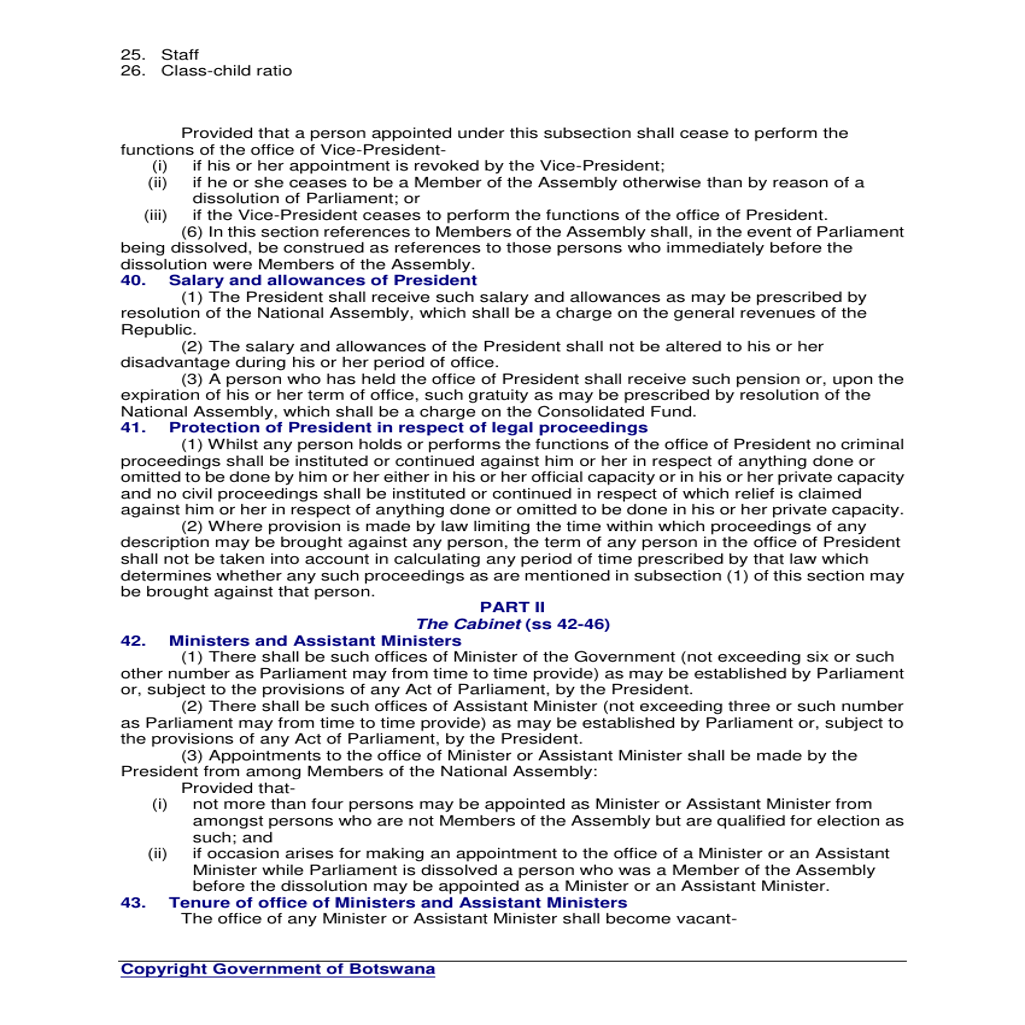 25. Staff
26. Class-child ratio
Provided that a person appointed under this subsection shall cease to perform the
functions of the office of Vice-President-
(i) if his or her appointment is revoked by the Vice-President;
(ii) if he or she ceases to be a Member of the Assembly otherwise than by reason of a
dissolution of Parliament; or
(iii) if the Vice-President ceases to perform the functions of the office of President.
(6) In this section references to Members of the Assembly shall, in the event of Parliament
being dissolved, be construed as references to those persons who immediately before the
dissolution were Members of the Assembly.
40. Salary and allowances of President
(1) The President shall receive such salary and allowances as may be prescribed by
resolution of the National Assembly, which shall be a charge on the general revenues of the
Republic.
(2) The salary and allowances of the President shall not be altered to his or her
disadvantage during his or her period of office.
(3) A person who has held the office of President shall receive such pension or, upon the
expiration of his or her term of office, such gratuity as may be prescribed by resolution of the
National Assembly, which shall be a charge on the Consolidated Fund.
41. Protection of President in respect of legal proceedings
(1) Whilst any person holds or performs the functions of the office of President no criminal
proceedings shall be instituted or continued against him or her in respect of anything done or
omitted to be done by him or her either in his or her official capacity or in his or her private capacity
and no civil proceedings shall be instituted or continued in respect of which relief is claimed
against him or her in respect of anything done or omitted to be done in his or her private capacity.
(2) Where provision is made by law limiting the time within which proceedings of any
description may be brought against any person, the term of any person in the office of President
shall not be taken into account in calculating any period of time prescribed by that law which
determines whether any such proceedings as are mentioned in subsection (1) of this section may
be brought against that person.
PART II
The Cabinet (ss 42-46)
42. Ministers and Assistant Ministers
(1) There shall be such offices of Minister of the Government (not exceeding six or such
other number as Parliament may from time to time provide) as may be established by Parliament
or, subject to the provisions of any Act of Parliament, by the President.
(2) There shall be such offices of Assistant Minister (not exceeding three or such number
as Parliament may from time to time provide) as may be established by Parliament or, subject to
the provisions of any Act of Parliament, by the President.
(3) Appointments to the office of Minister or Assistant Minister shall be made by the
President from among Members of the National Assembly:
Provided that-
(i) not more than four persons may be appointed as Minister or Assistant Minister from
amongst persons who are not Members of the Assembly but are qualified for election as
such; and
(ii) if occasion arises for making an appointment to the office of a Minister or an Assistant
Minister while Parliament is dissolved a person who was a Member of the Assembly
before the dissolution may be appointed as a Minister or an Assistant Minister.
43. Tenure of office of Ministers and Assistant Ministers
The office of any Minister or Assistant Minister shall become vacant-
Copyright Government of Botswana